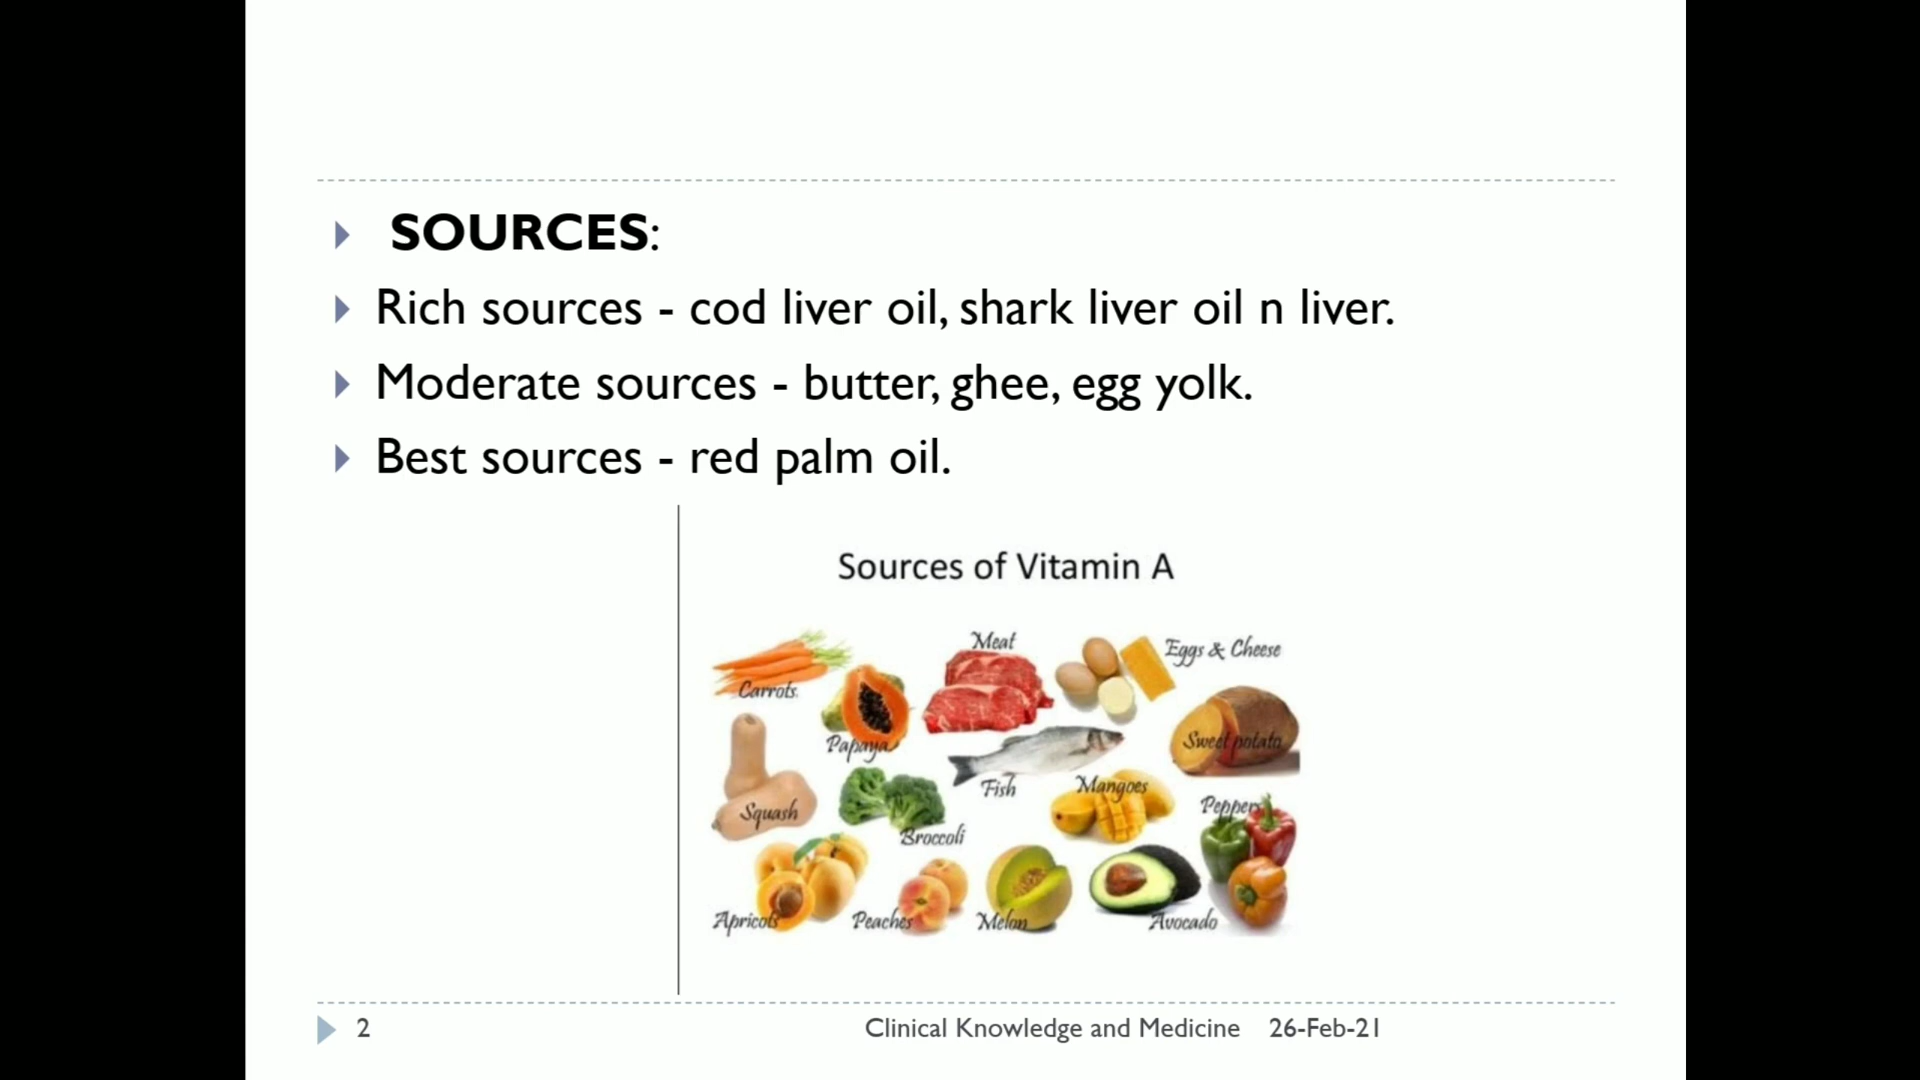 SOURCES:
Rich sources - cod liver oil, shark liver oil n liver.
Moderate sources - butter, ghee, egg yolk.
Best sources - red palm oil.
Sources of Vitamin A
Carrots
Papaya
Meat
Eggs & Cheese
Squash
Broccoli
Fish
Mangoes
Sweet potato
Peppers
Apricots
Peaches
Melon
Avocado
2
Clinical Knowledge and Medicine 26-Feb-21